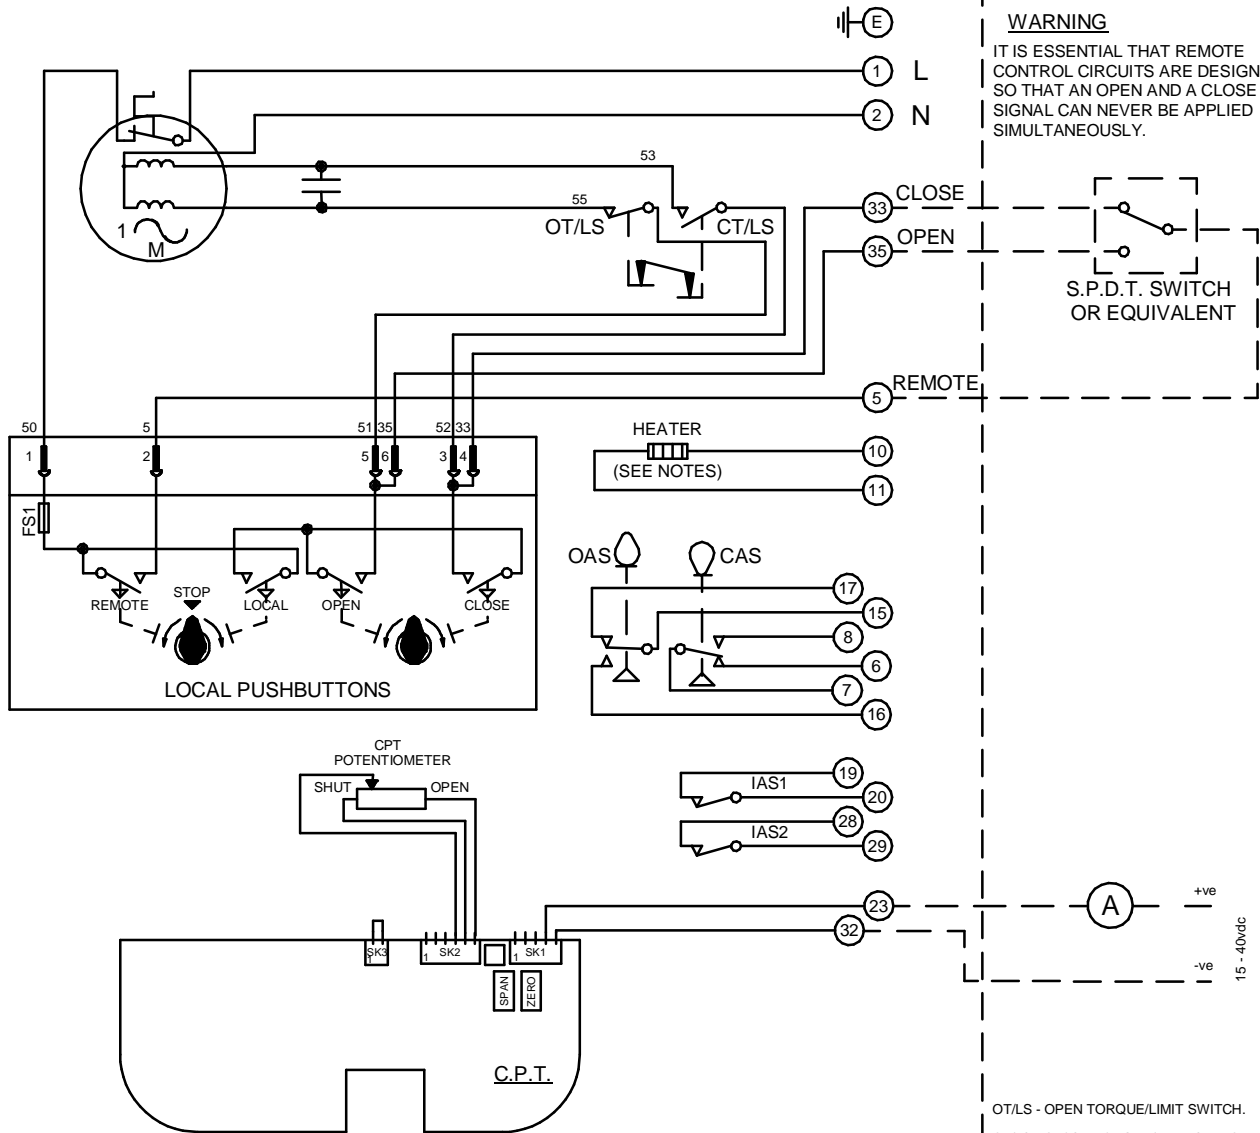 E
WARNING
IT IS ESSENTIAL THAT REMOTE
CONTROL CIRCUITS ARE DESIGN
SO THAT AN OPEN AND A CLOSE
SIGNAL CAN NEVER BE APPLIED
SIMULTANEOUSLY.
1 L
2 N
53
55
OT/LS
CT/LS
1
M
33 CLOSE
35 OPEN
S.P.D.T. SWITCH
OR EQUIVALENT
5 REMOTE
50 5 51 35 52 33
1 2 5 6 3 4
HEATER
(SEE NOTES)
10
11
FS1
REMOTE STOP LOCAL OPEN CLOSE
LOCAL PUSHBUTTONS
OAS CAS
17
15
8
6
7
16
CPT
POTENTIOMETER
SHUT OPEN
IAS1
19
20
IAS2
28
29
23
32
A
+ve
-ve
15 - 40vdc
SK3
1
SK2
1
SK1
1
SPAN
ZERO
C.P.T.
OT/LS - OPEN TORQUE/LIMIT SWITCH.